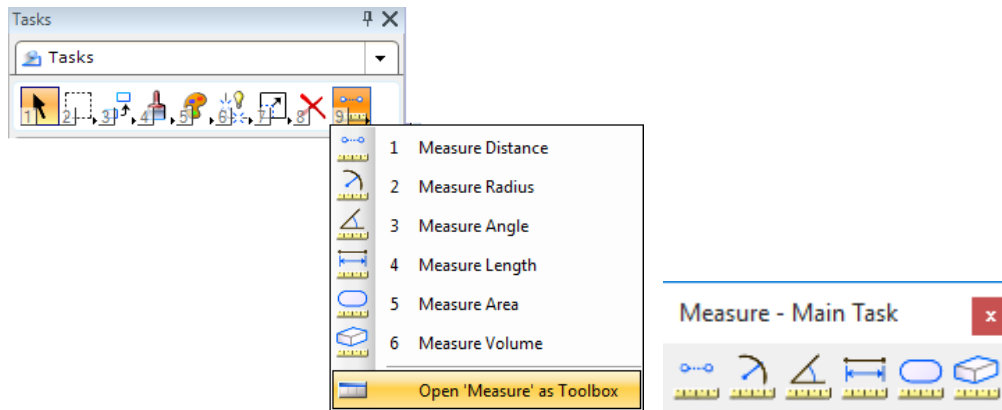 Tasks
Tasks
1 2 3 4 5 6 7 8 9
1 Measure Distance
2 Measure Radius
3 Measure Angle
4 Measure Length
5 Measure Area
6 Measure Volume
Open 'Measure' as Toolbox
Measure - Main Task